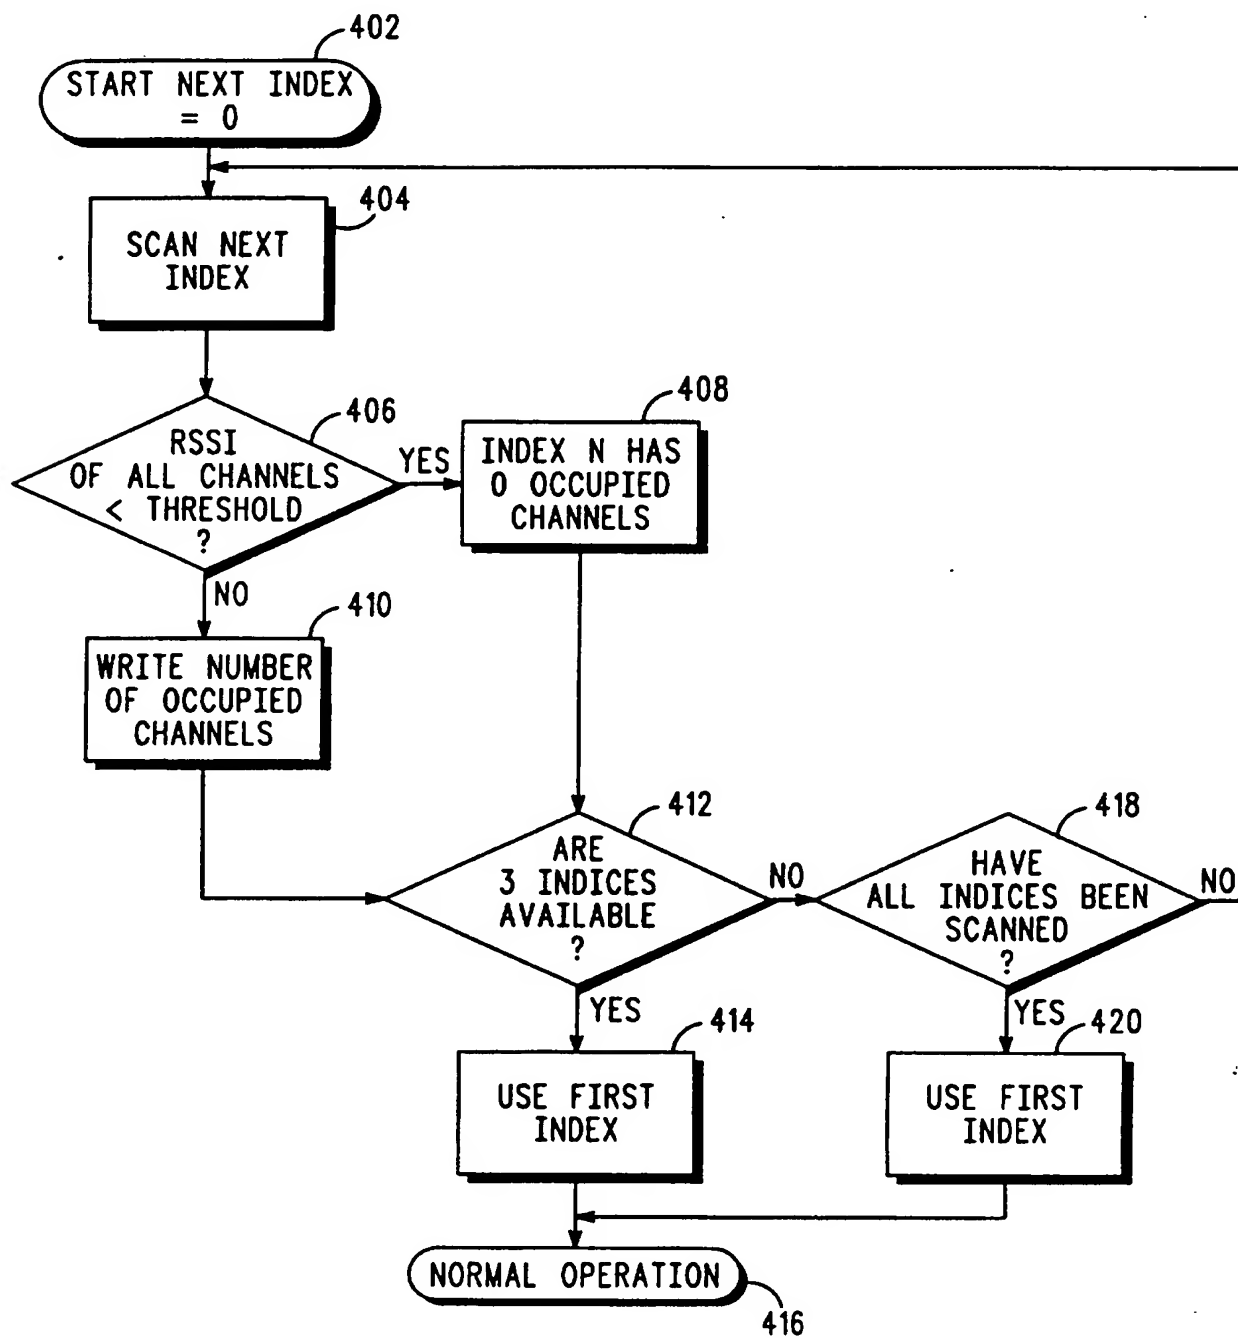 402
START NEXT INDEX
= 0
404
SCAN NEXT
INDEX
406
RSSI
OF ALL CHANNELS
< THRESHOLD
?
YES
NO
408
INDEX N HAS
0 OCCUPIED
CHANNELS
410
WRITE NUMBER
OF OCCUPIED
CHANNELS
412
ARE
3 INDICES
AVAILABLE
?
NO
YES
418
HAVE
ALL INDICES BEEN
SCANNED
?
NO
YES
414
USE FIRST
INDEX
420
USE FIRST
INDEX
NORMAL OPERATION
416